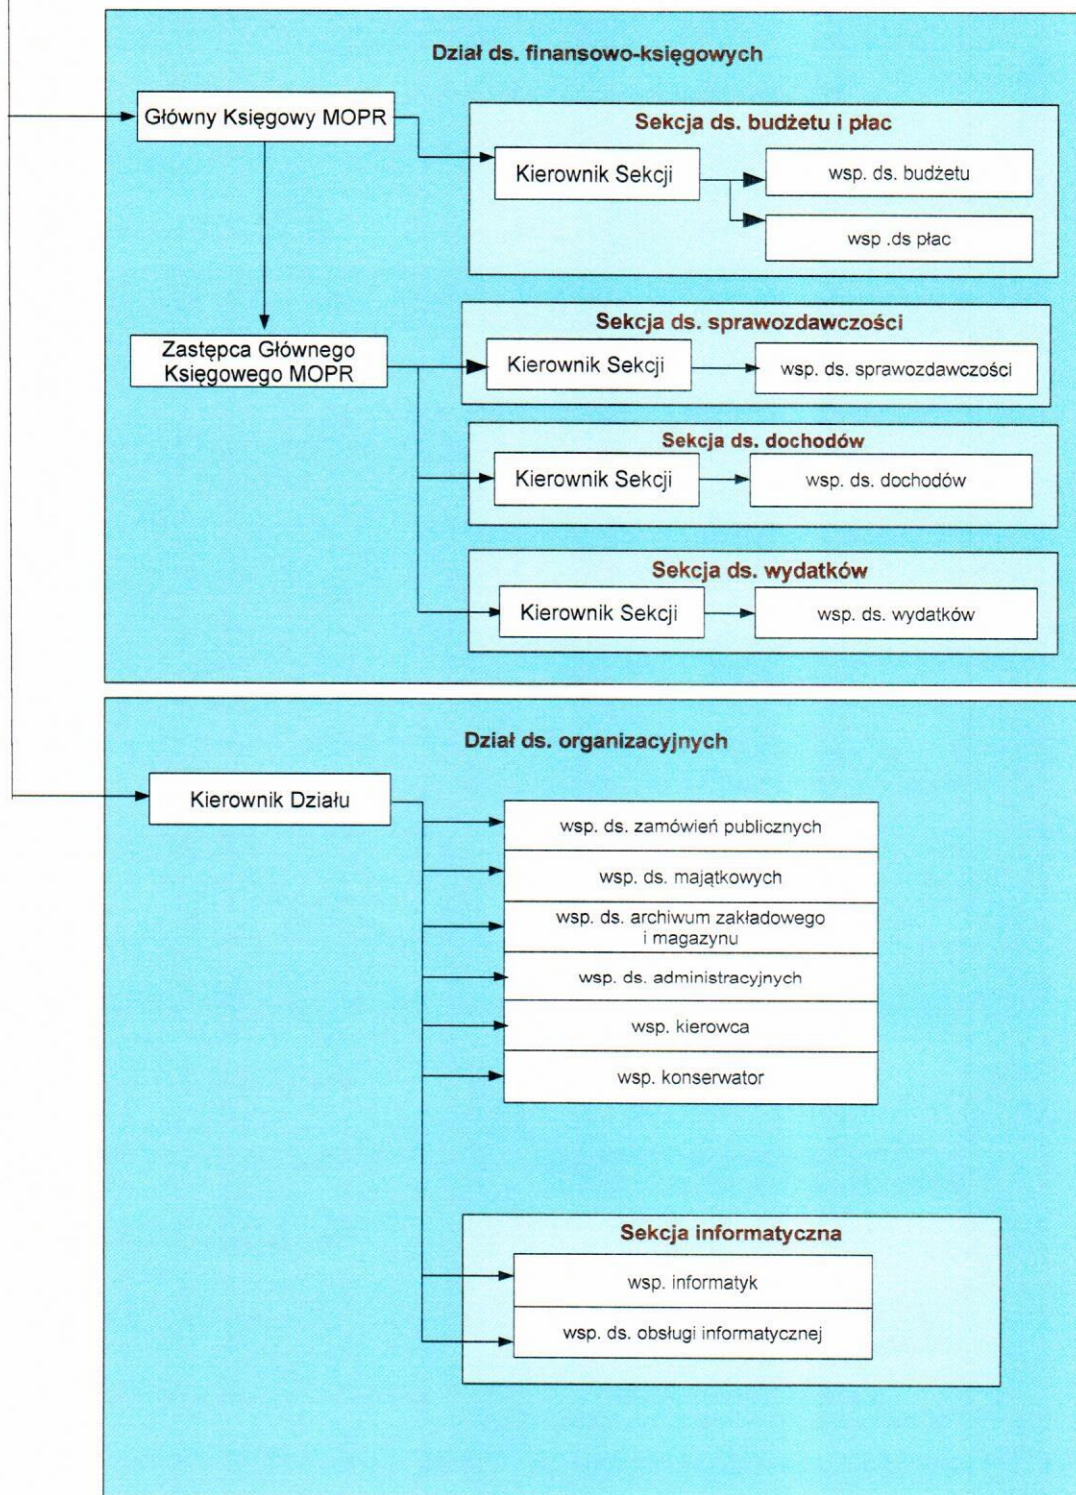 Dział ds. finansowo-księgowych
Główny Księgowy MOPR
Sekcja ds. budżetu i płac
Kierownik Sekcji
wsp. ds. budżetu
wsp .ds płac
Zastępca Głównego
Księgowego MOPR
Sekcja ds. sprawozdawczości
Kierownik Sekcji
wsp. ds. sprawozdawczości
Sekcja ds. dochodów
Kierownik Sekcji
wsp. ds. dochodów
Sekcja ds. wydatków
Kierownik Sekcji
wsp. ds. wydatków
Dział ds. organizacyjnych
Kierownik Działu
wsp. ds. zamówień publicznych
wsp. ds. majątkowych
wsp. ds. archiwum zakładowego
i magazynu
wsp. ds. administracyjnych
wsp. kierowca
wsp. konserwator
Sekcja informatyczna
wsp. informatyk
wsp. ds. obsługi informatycznej